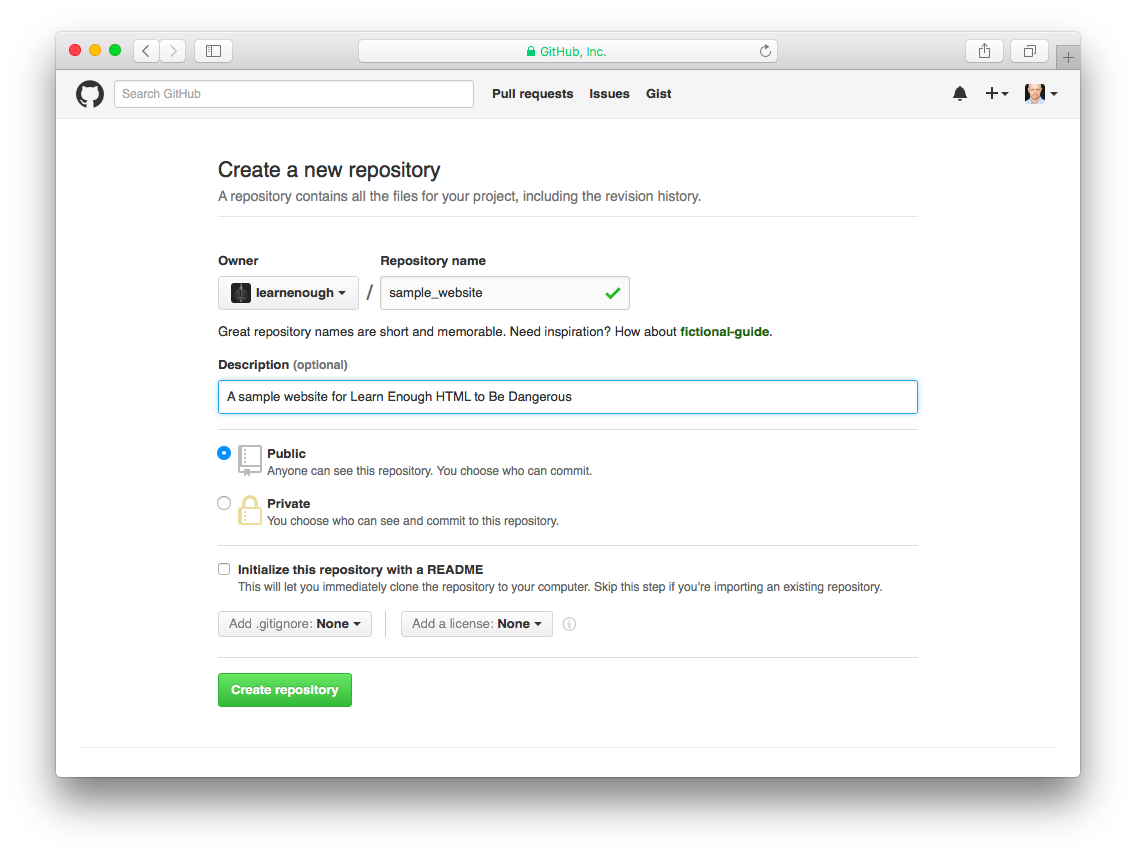 GitHub, Inc.
Search GitHub
Pull requests Issues Gist
Create a new repository
A repository contains all the files for your project, including the revision history.
Owner Repository name
learnenough / sample_website
Great repository names are short and memorable. Need inspiration? How about fictional-guide.
Description (optional)
A sample website for Learn Enough HTML to Be Dangerous
Public
Anyone can see this repository. You choose who can commit.
Private
You choose who can see and commit to this repository.
Initialize this repository with a README
This will let you immediately clone the repository to your computer. Skip this step if you're importing an existing repository.
Add .gitignore: None Add a license: None
Create repository